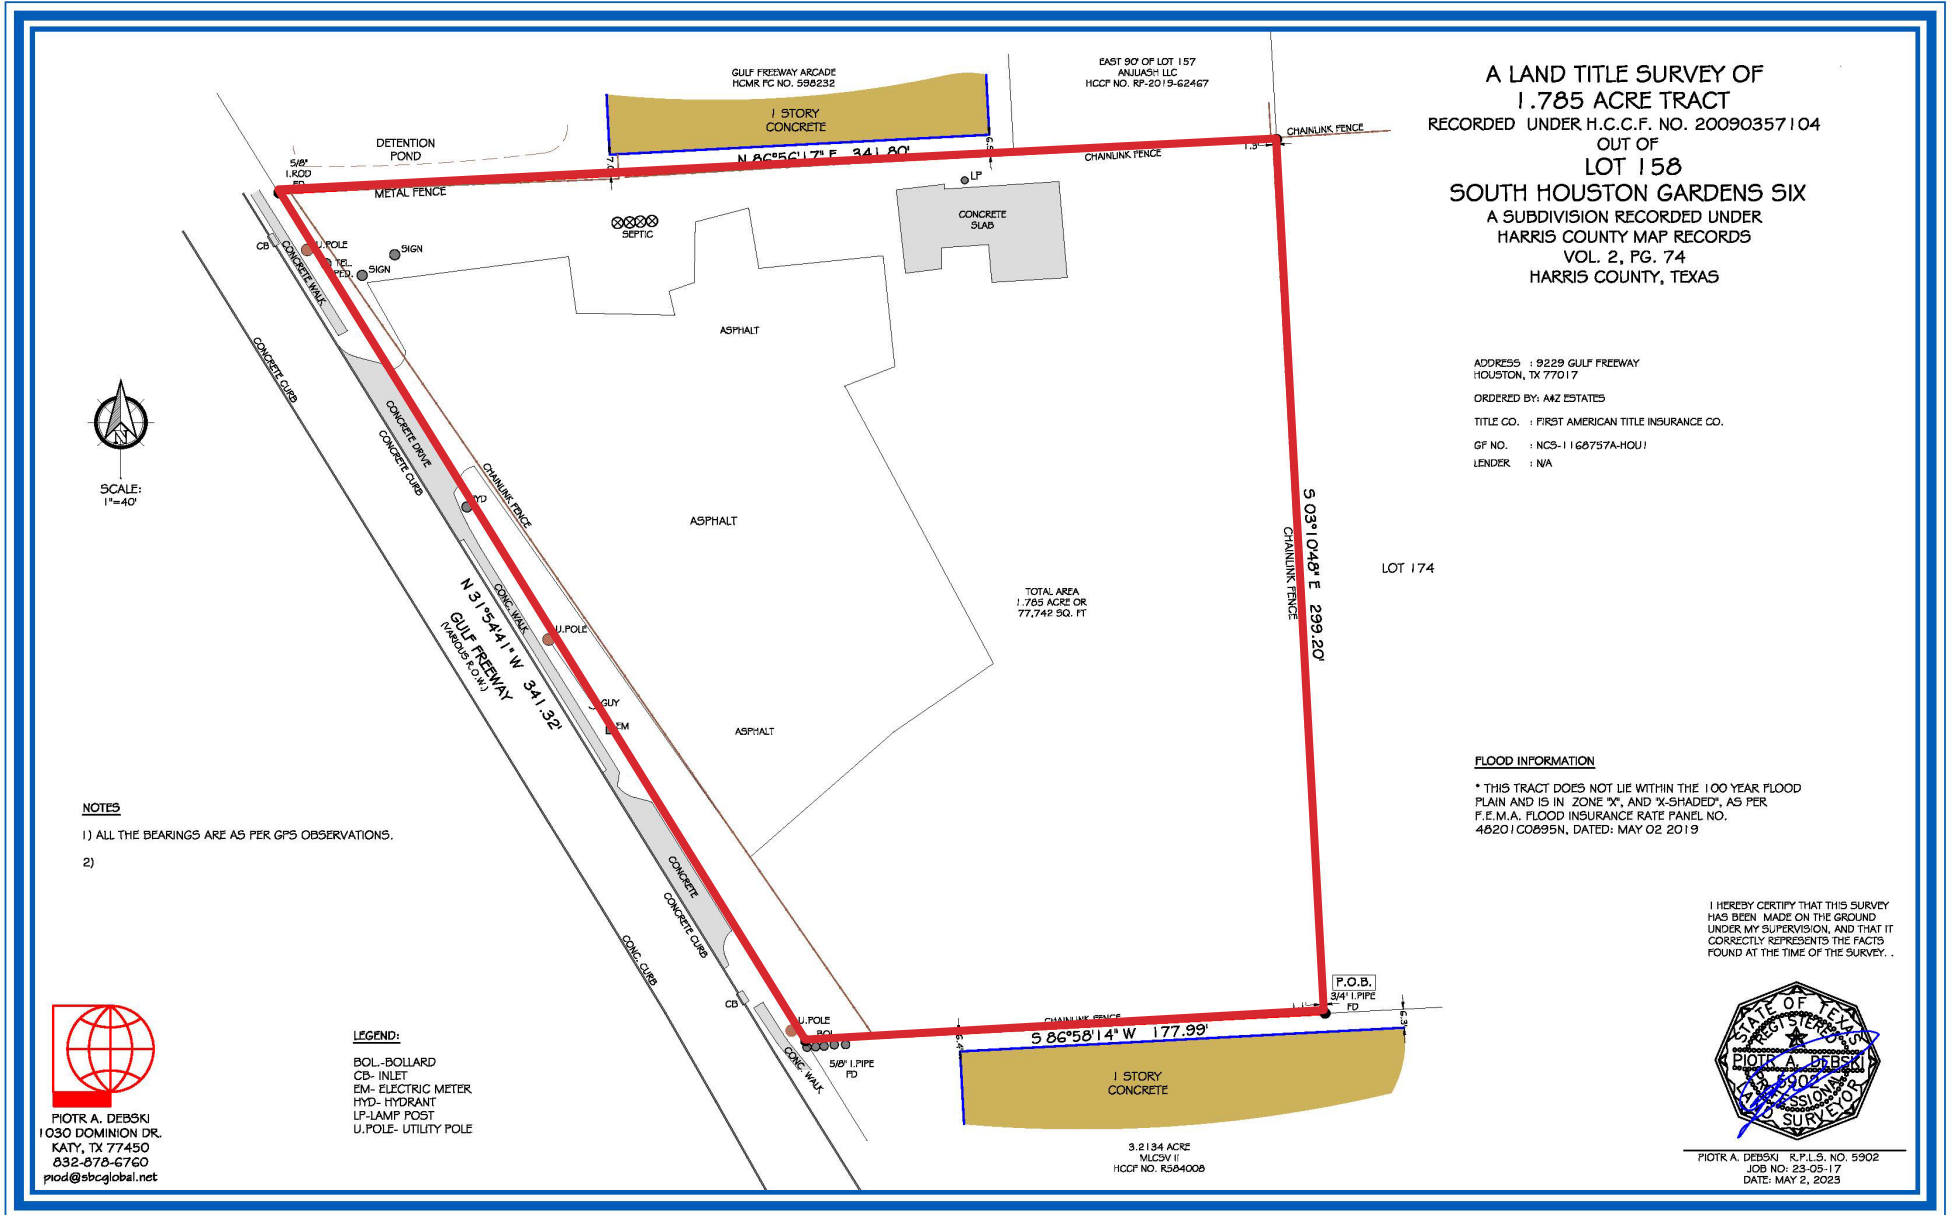 A LAND TITLE SURVEY OF
1.785 ACRE TRACT
RECORDED UNDER H.C.C.F. NO. 20090357104
OUT OF
LOT 158
SOUTH HOUSTON GARDENS SIX
A SUBDIVISION RECORDED UNDER
HARRIS COUNTY MAP RECORDS
VOL. 2, PG. 74
HARRIS COUNTY, TEXAS
GULF FREEWAY ARCADE
HCMR FC NO. 598232
EAST 90' OF LOT 157
ANJUASH LLC
HCCF NO. RP-2019-62467
1 STORY
CONCRETE
DETENTION
POND
5/8"
I.ROD
FD
N 86°56'17" E 341.80'
METAL FENCE
CHAINLINK FENCE
CHAINLINK FENCE
1.3'
LP
CONCRETE
SLAB
SEPTIC
CB
U.POLE
TEL.
PED.
SIGN
SIGN
CONCRETE WALK
ASPHALT
CONCRETE CURB
N
SCALE:
1"=40'
CONCRETE DRIVE
CONCRETE CURB
CHAINLINK FENCE
HYD
ASPHALT
S 03°10'48" E 299.20'
CHAINLINK FENCE
LOT 174
TOTAL AREA
1.785 ACRE OR
77,742 SQ. FT
N 31°54'41" W 341.32'
GULF FREEWAY
(VARIOUS R.O.W.)
CONC. WALK
U.POLE
GUY
EM
ASPHALT
ADDRESS : 9229 GULF FREEWAY
HOUSTON, TX 77017
ORDERED BY: A&Z ESTATES
TITLE CO. : FIRST AMERICAN TITLE INSURANCE CO.
GF NO. : NCS-1168757A-HOU1
LENDER : N/A
FLOOD INFORMATION
* THIS TRACT DOES NOT LIE WITHIN THE 100 YEAR FLOOD
PLAIN AND IS IN ZONE "X", AND "X-SHADED", AS PER
F.E.M.A. FLOOD INSURANCE RATE PANEL NO.
48201C0895N, DATED: MAY 02 2019
NOTES
1) ALL THE BEARINGS ARE AS PER GPS OBSERVATIONS.
2)
CONCRETE
CONCRETE CURB
CONC. CURB
CB
U.POLE
BOL
CONC. WALK
5/8" I.PIPE
FD
CHAINLINK FENCE
S 86°58'14" W 177.99'
P.O.B.
3/4" I.PIPE
FD
6.4'
6.3'
1 STORY
CONCRETE
3.2134 ACRE
MLCSV II
HCCF NO. R584008
I HEREBY CERTIFY THAT THIS SURVEY
HAS BEEN MADE ON THE GROUND
UNDER MY SUPERVISION, AND THAT IT
CORRECTLY REPRESENTS THE FACTS
FOUND AT THE TIME OF THE SURVEY. .
STATE OF TEXAS
REGISTERED
PIOTR A. DEBSKI
5902
PROFESSIONAL
LAND SURVEYOR
PIOTR A. DEBSKI R.P.L.S. NO. 5902
JOB NO: 23-05-17
DATE: MAY 2, 2023
LEGEND:
BOL.-BOLLARD
CB- INLET
EM- ELECTRIC METER
HYD- HYDRANT
LP-LAMP POST
U.POLE- UTILITY POLE
PIOTR A. DEBSKI
1030 DOMINION DR.
KATY, TX 77450
832-878-6760
piod@sbcglobal.net